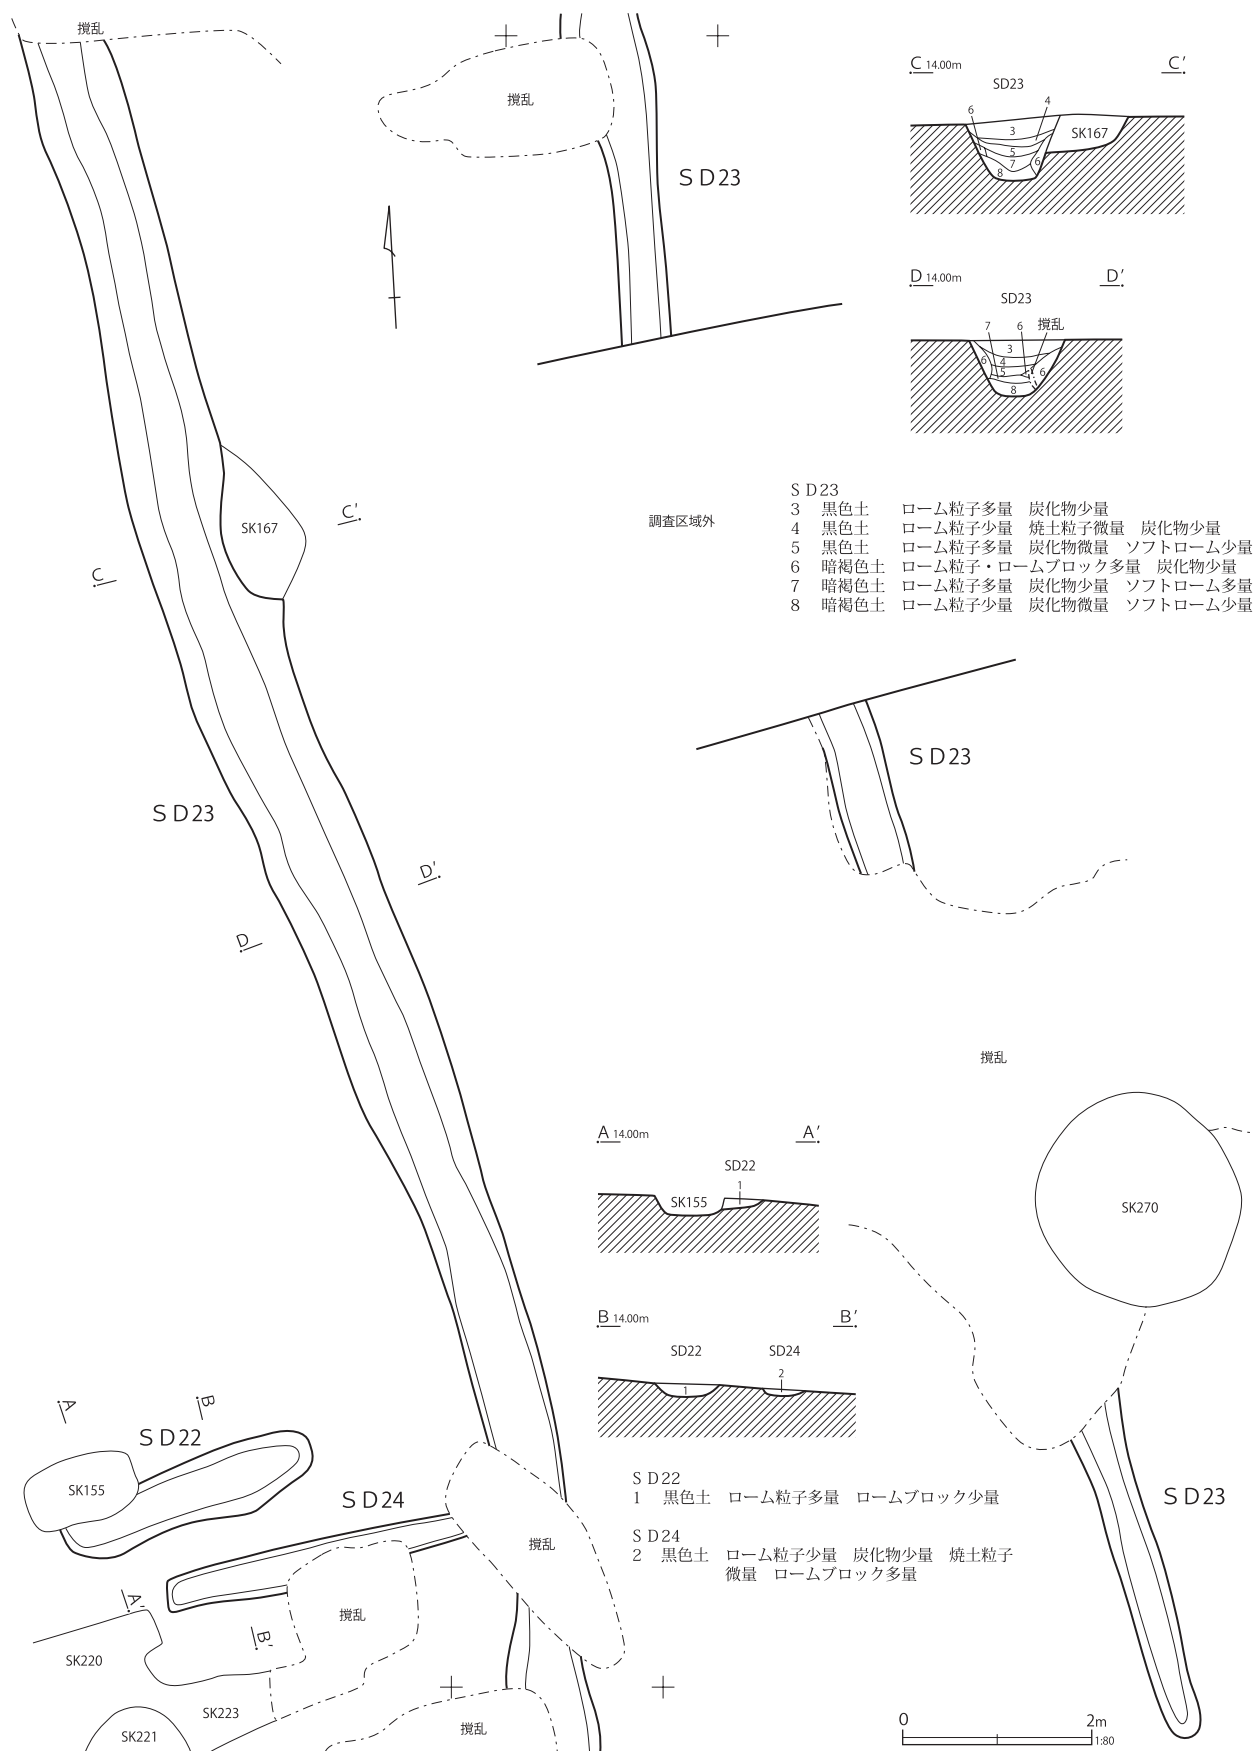 撹乱
撹乱
SD23
C 14.00m C′
SD23
6
4
3
5
7
6
8
SK167
D 14.00m D′
SD23
7 6 撹乱
3
6
4
5
6
8
SD23
3 黒色土 ローム粒子多量 炭化物少量
4 黒色土 ローム粒子少量 焼土粒子微量 炭化物少量
5 黒色土 ローム粒子多量 炭化物微量 ソフトローム少量
6 暗褐色土 ローム粒子・ロームブロック多量 炭化物少量
7 暗褐色土 ローム粒子多量 炭化物少量 ソフトローム多量
8 暗褐色土 ローム粒子少量 炭化物微量 ソフトローム少量
調査区域外
SK167
C′
C
SD23
SD23
D′
D
撹乱
A 14.00m A′
SD22
1
SK155
SK270
B 14.00m B′
SD22 SD24
2
1
A
B
SD22
SK155
SD24
SD22
1 黒色土 ローム粒子多量 ロームブロック少量
SD24
2 黒色土 ローム粒子少量 炭化物少量 焼土粒子
微量 ロームブロック多量
SD23
撹乱
A′
撹乱
B′
SK220
SK223
SK221
撹乱
0 2m
1:80